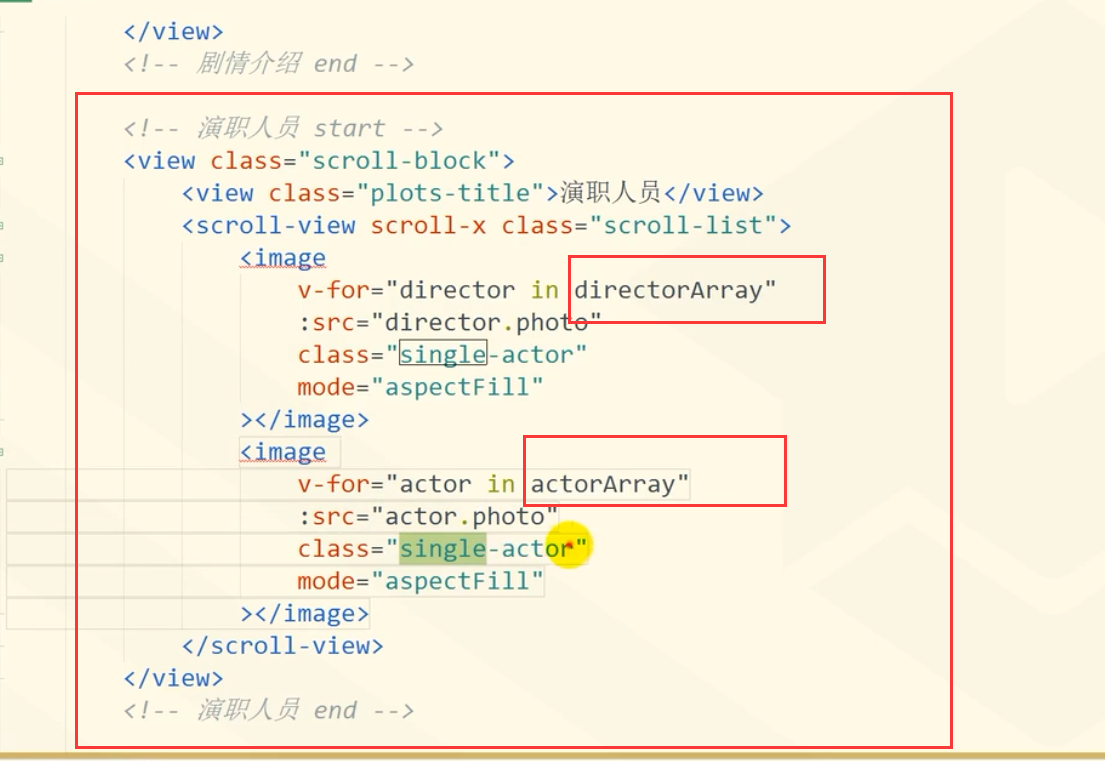 </view>
<!-- 剧情介绍 end -->
<!-- 演职人员 start -->
<view class="scroll-block">
<view class="plots-title">演职人员</view>
<scroll-view scroll-x class="scroll-list">
<image
v-for="director in directorArray"
:src="director.photo"
class="single-actor"
mode="aspectFill"
></image>
<image
v-for="actor in actorArray"
:src="actor.photo"
class="single-actor"
mode="aspectFill"
></image>
</scroll-view>
</view>
<!-- 演职人员 end -->